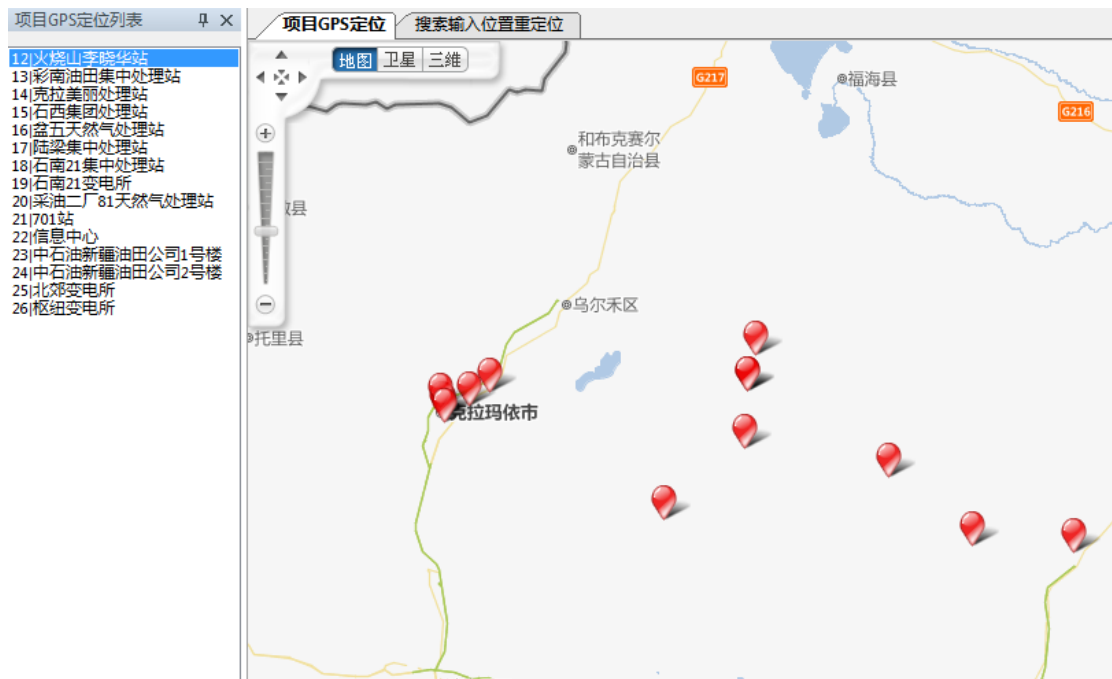 项目GPS定位列表
12|火烧山李晓华站
13|彩南油田集中处理站
14|克拉美丽处理站
15|石西集团处理站
16|盆五天然气处理站
17|陆梁集中处理站
18|石南21集中处理站
19|石南21变电所
20|采油二厂81天然气处理站
21|701站
22|信息中心
23|中石油新疆油田公司1号楼
24|中石油新疆油田公司2号楼
25|北郊变电所
26|枢纽变电所
项目GPS定位
搜索输入位置重定位
地图 卫星 三维
G217
福海县
G216
和布克赛尔
蒙古自治县
县
乌尔禾区
托里县
克拉玛依市